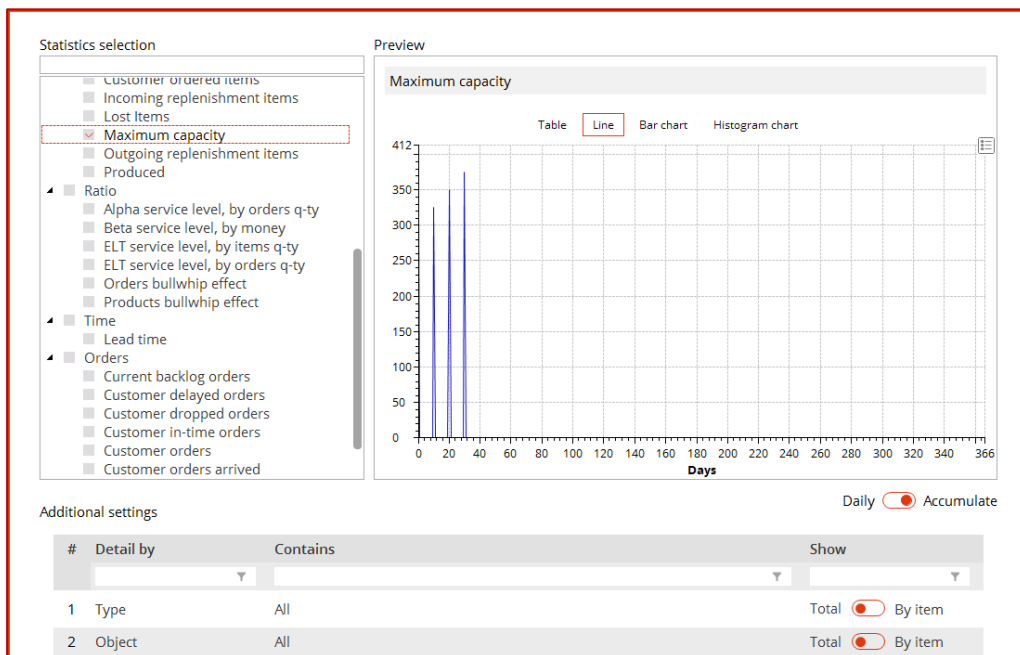 Statistics selection
Preview
Customer ordered items
Incoming replenishment items
Lost Items
Maximum capacity
Outgoing replenishment items
Produced
Ratio
Alpha service level, by orders q-ty
Beta service level, by money
ELT service level, by items q-ty
ELT service level, by orders q-ty
Orders bullwhip effect
Products bullwhip effect
Time
Lead time
Orders
Current backlog orders
Customer delayed orders
Customer dropped orders
Customer in-time orders
Customer orders
Customer orders arrived
Maximum capacity
Table Line Bar chart Histogram chart
412
350
300
250
200
150
100
50
0
0 20 40 60 80 100 120 140 160 180 200 220 240 260 280 300 320 340 366
Days
Daily Accumulate
Additional settings
# Detail by Contains Show
1 Type All Total By item
2 Object All Total By item